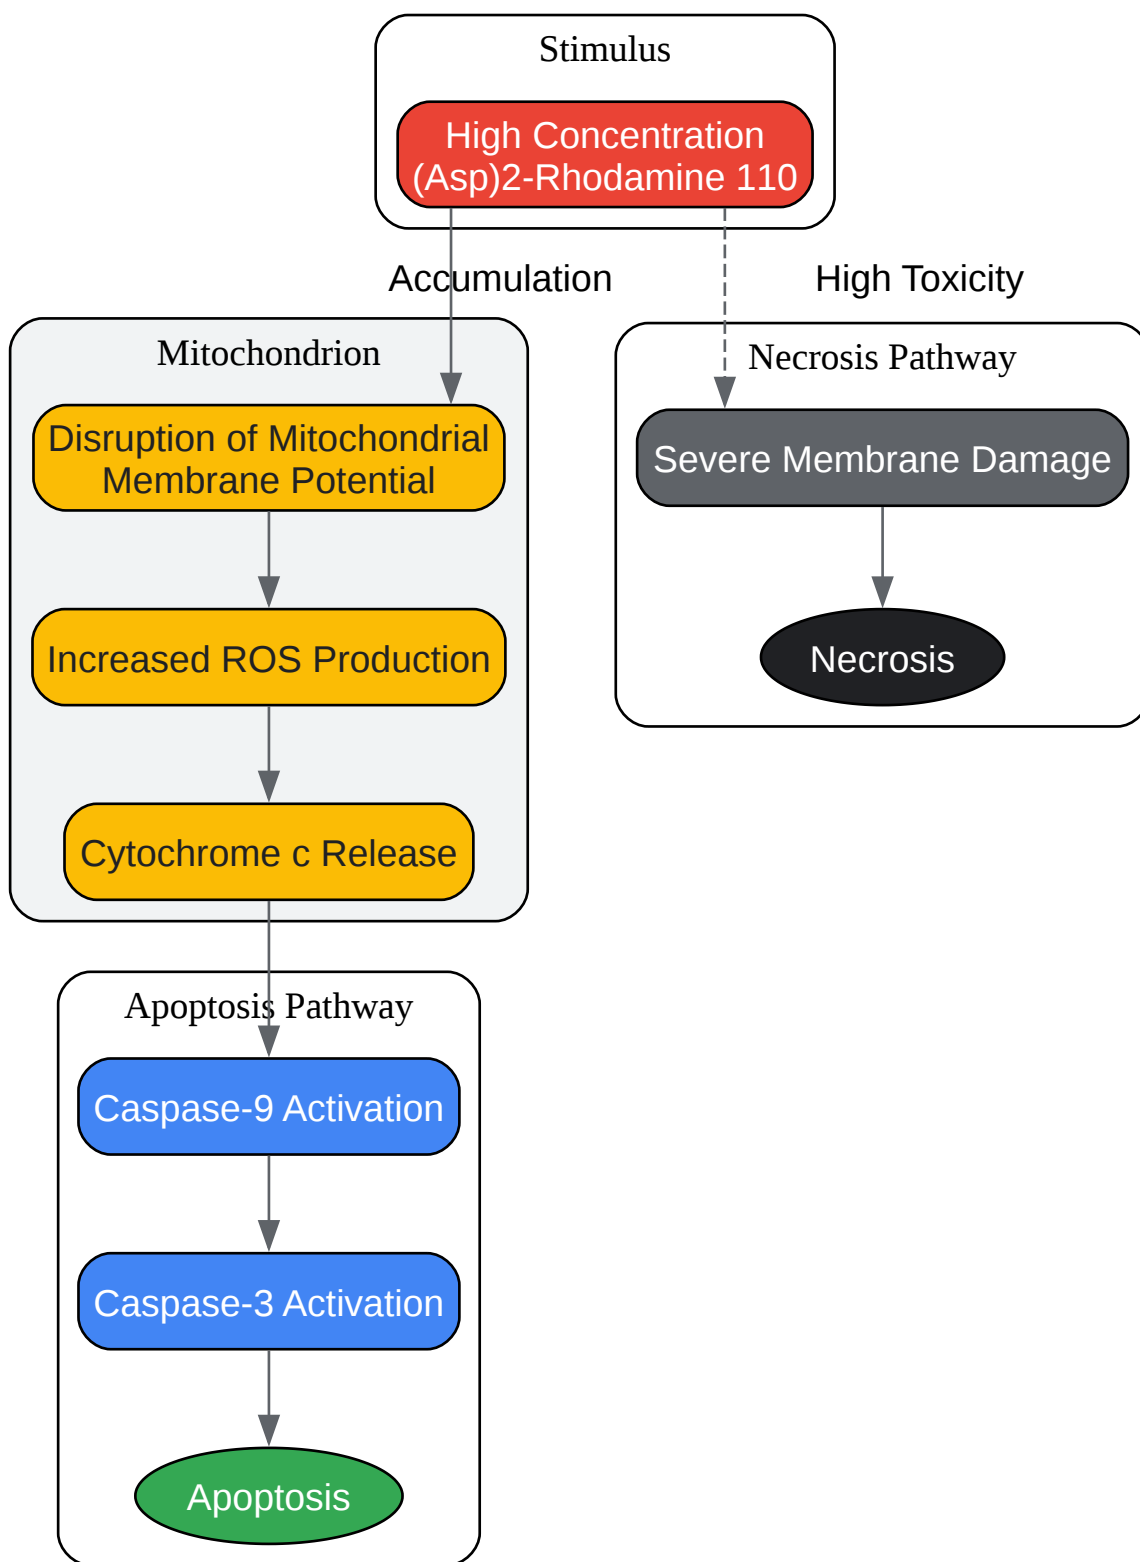 Stimulus
High Concentration
(Asp)2-Rhodamine 110
Accumulation
High Toxicity
Mitochondrion
Disruption of Mitochondrial
Membrane Potential
Increased ROS Production
Cytochrome c Release
Necrosis Pathway
Severe Membrane Damage
Necrosis
Apoptosis Pathway
Caspase-9 Activation
Caspase-3 Activation
Apoptosis